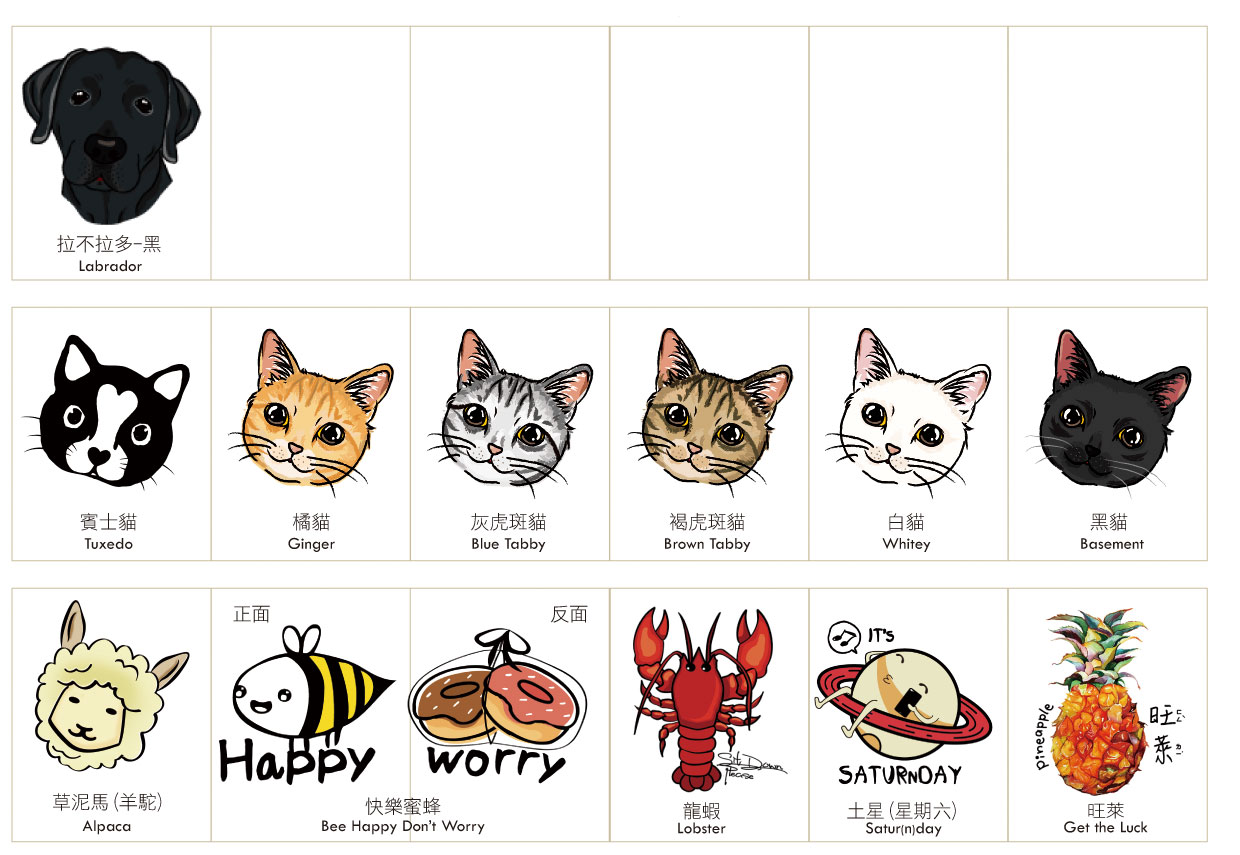 拉不拉多-黑
Labrador
賓士貓
Tuxedo
橘貓
Ginger
灰虎斑貓
Blue Tabby
褐虎斑貓
Brown Tabby
白貓
Whitey
黑貓
Basement
草泥馬 (羊駝)
Alpaca
正面
反面
Happy
worry
快樂蜜蜂
Bee Happy Don't Worry
Sit Down
Please
龍蝦
Lobster
IT's
SATURNDAY
土星 (星期六)
Satur(n)day
pineapple
旺
萊
旺萊
Get the Luck